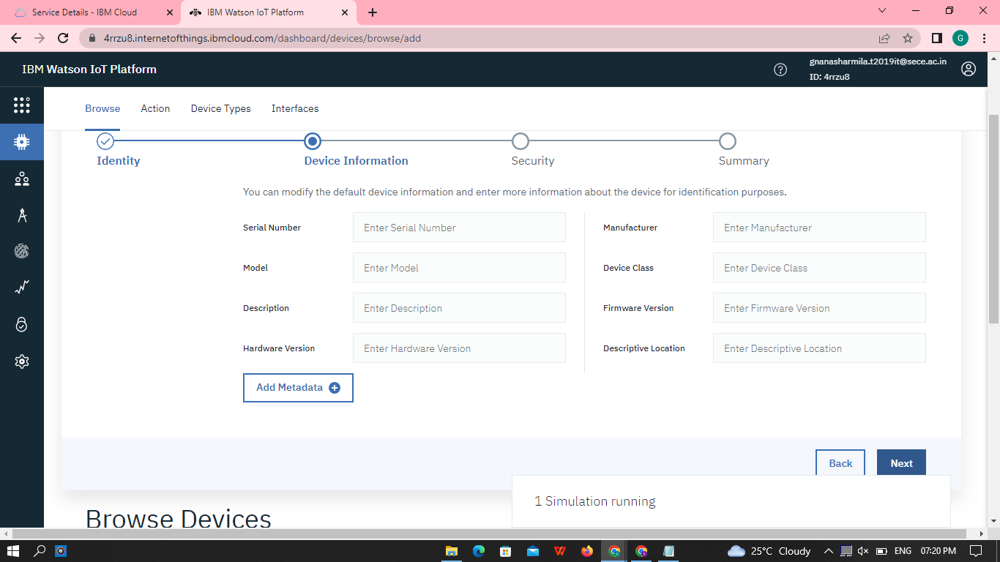 Service Details - IBM Cloud
IBM Watson IoT Platform
4rrzu8.internetofthings.ibmcloud.com/dashboard/devices/browse/add
G
IBM Watson IoT Platform
gnanasharmila.t2019it@sece.ac.in
ID: 4rrzu8
Browse Action Device Types Interfaces
Identity Device Information Security Summary
You can modify the default device information and enter more information about the device for identification purposes.
Serial Number Enter Serial Number Manufacturer Enter Manufacturer
Model Enter Model Device Class Enter Device Class
Description Enter Description Firmware Version Enter Firmware Version
Hardware Version Enter Hardware Version Descriptive Location Enter Descriptive Location
Add Metadata
Back Next
1 Simulation running
Browse Devices
25°C Cloudy ENG 07:20 PM